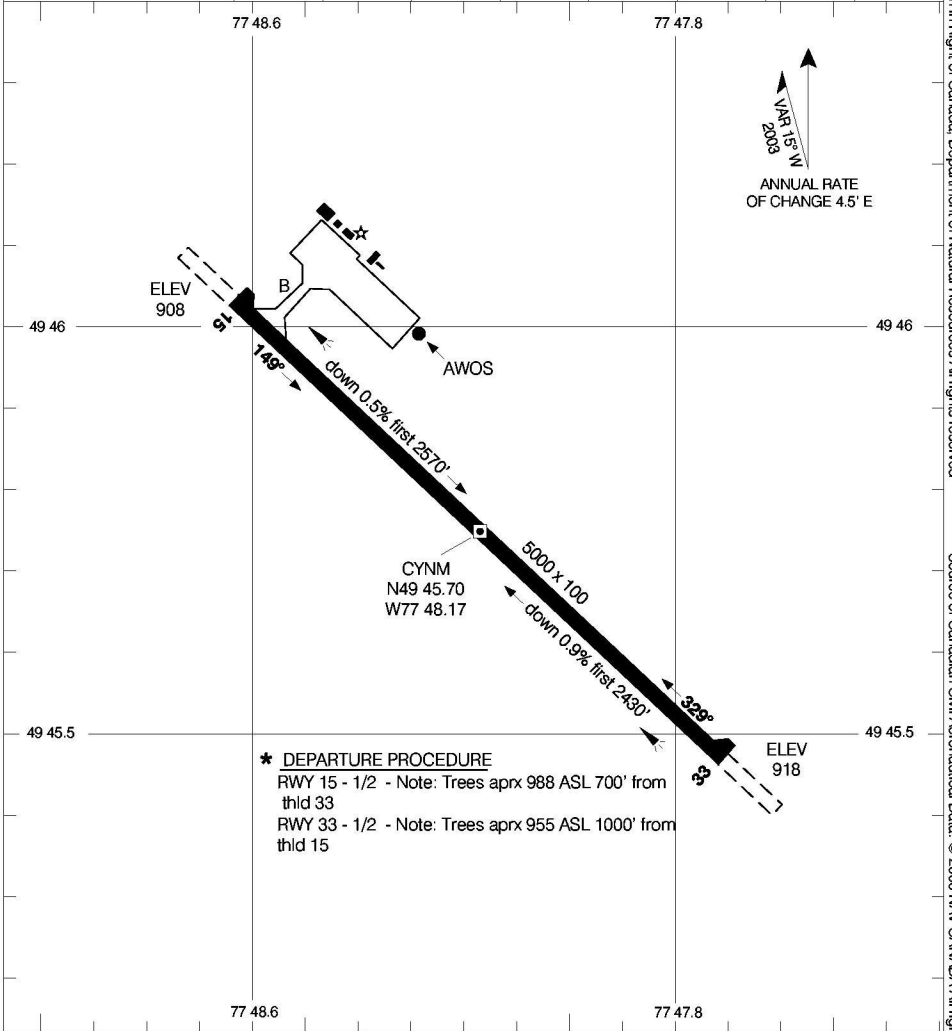 77 48.6
77 47.8
VAR 15° W
2003
ANNUAL RATE
OF CHANGE 4.5' E
B
ELEV
908
15
49 46
49 46
149°
AWOS
down 0.5% first 2570'
CYNM
N49 45.70
W77 48.17
5000 x 100
down 0.9% first 2430'
329°
49 45.5
49 45.5
ELEV
918
33
* DEPARTURE PROCEDURE
RWY 15 - 1/2 - Note: Trees aprx 988 ASL 700' from
thld 33
RWY 33 - 1/2 - Note: Trees aprx 955 ASL 1000' from
thld 15
77 48.6
77 47.8